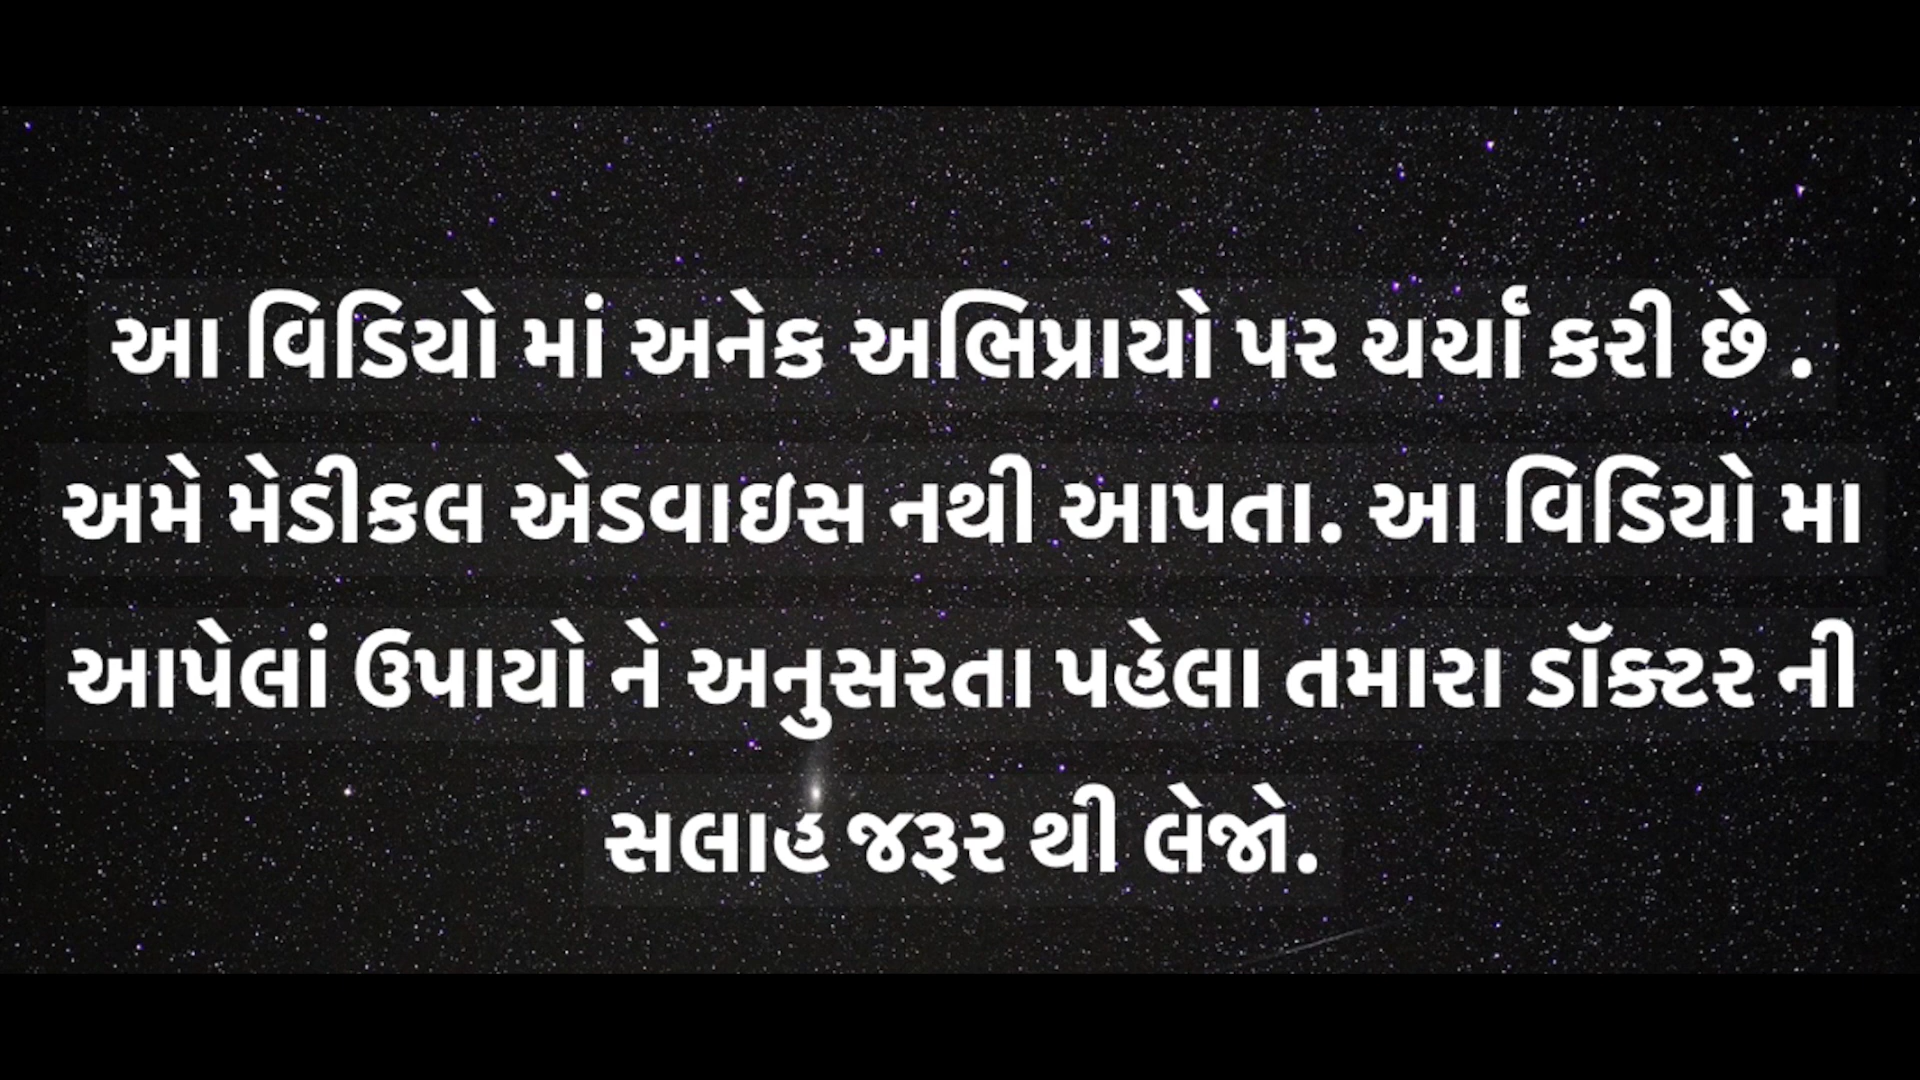 આ વિડિયો માં અનેક અભિપ્રાયો પર ચર્ચાં કરી છે .
અમે મેડીકલ એડવાઇસ નથી આપતા. આ વિડિયો મા
આપેલાં ઉપાયો ને અનુસરતા પહેલા તમારા ડૉક્ટર ની
સલાહ જરૂર થી લેજો.